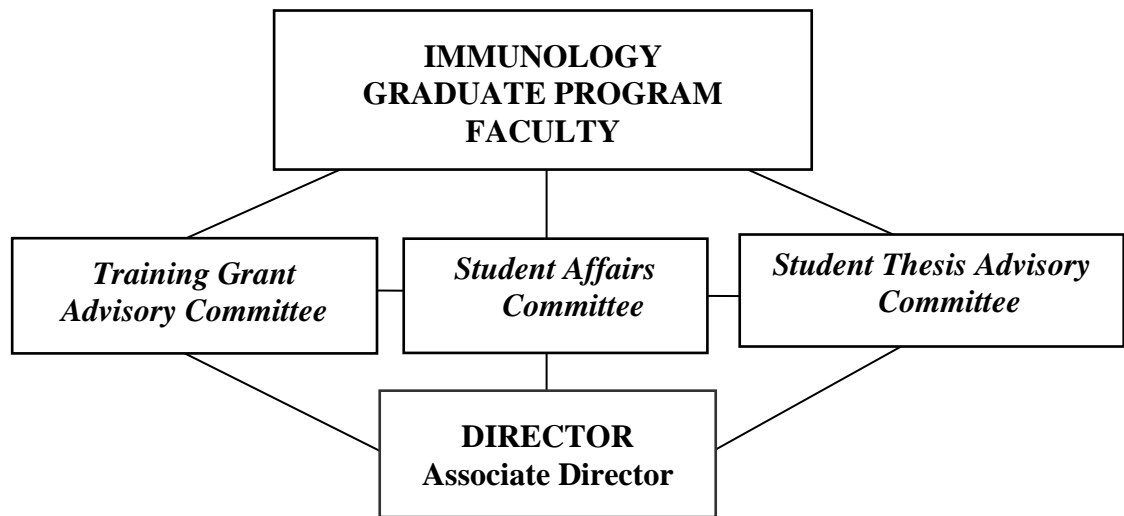 IMMUNOLOGY
GRADUATE PROGRAM
FACULTY
Training Grant
Advisory Committee
Student Affairs
Committee
Student Thesis Advisory
Committee
DIRECTOR
Associate Director